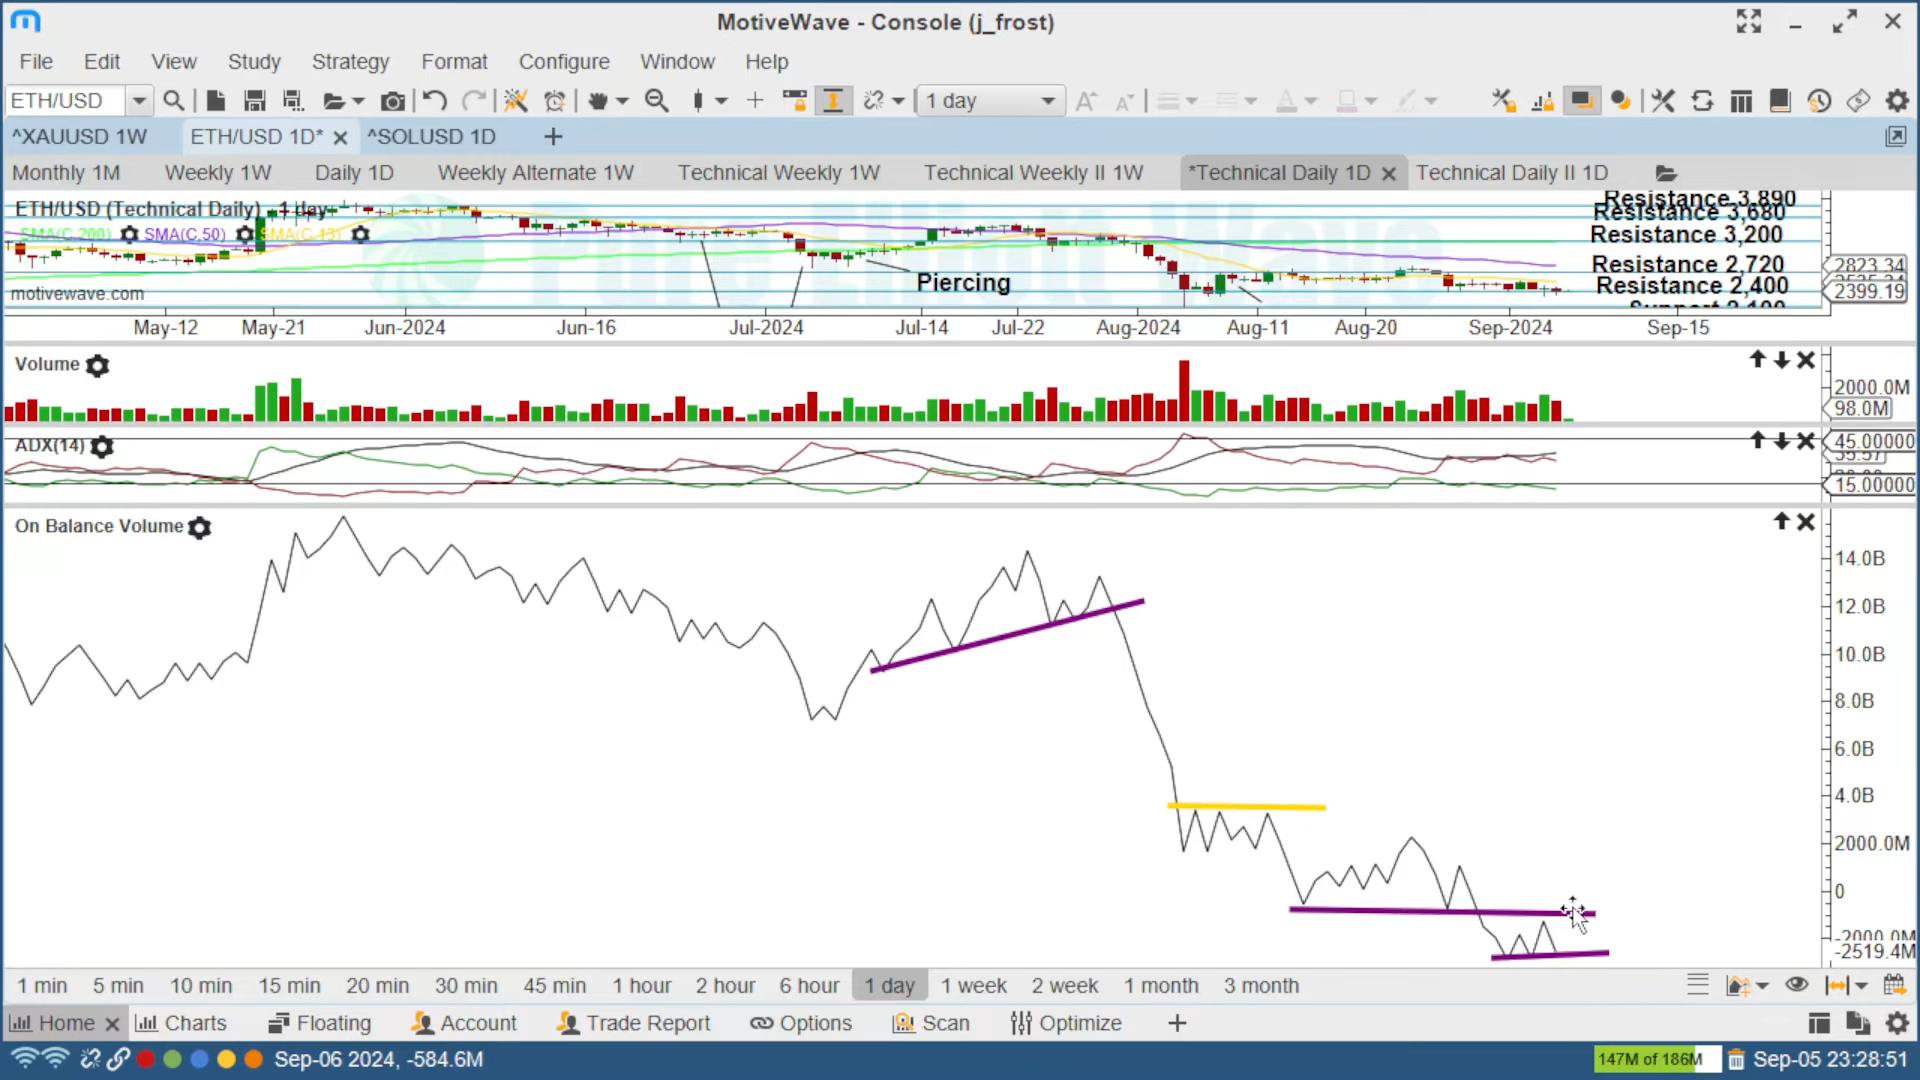 MotiveWave - Console (j_frost)
File Edit View Study Strategy Format Configure Window Help
ETH/USD 1 day
^XAUUSD 1W ETH/USD 1D* ^SOLUSD 1D
Monthly 1M Weekly 1W Daily 1D Weekly Alternate 1W Technical Weekly 1W Technical Weekly II 1W *Technical Daily 1D Technical Daily II 1D
ETH/USD (Technical Daily) - 1 day
Resistance 3,890
Resistance 3,680
SMA(C,200) SMA(C,50) SMA(C,13)
Resistance 3,200
Resistance 2,720
2823.34
Piercing
Resistance 2,400
2399.19
motivewave.com
Support 2,100
May-12 May-21 Jun-2024 Jun-16 Jul-2024 Jul-14 Jul-22 Aug-2024 Aug-11 Aug-20 Sep-2024 Sep-15
Volume
2000.0M
98.0M
ADX(14)
45.00000
15.00000
On Balance Volume
14.0B
12.0B
10.0B
8.0B
6.0B
4.0B
2000.0M
0
-2000.0M
-2519.4M
1 min 5 min 10 min 15 min 20 min 30 min 45 min 1 hour 2 hour 6 hour 1 day 1 week 2 week 1 month 3 month
Home Charts Floating Account Trade Report Options Scan Optimize
Sep-06 2024, -584.6M 147M of 186M Sep-05 23:28:51